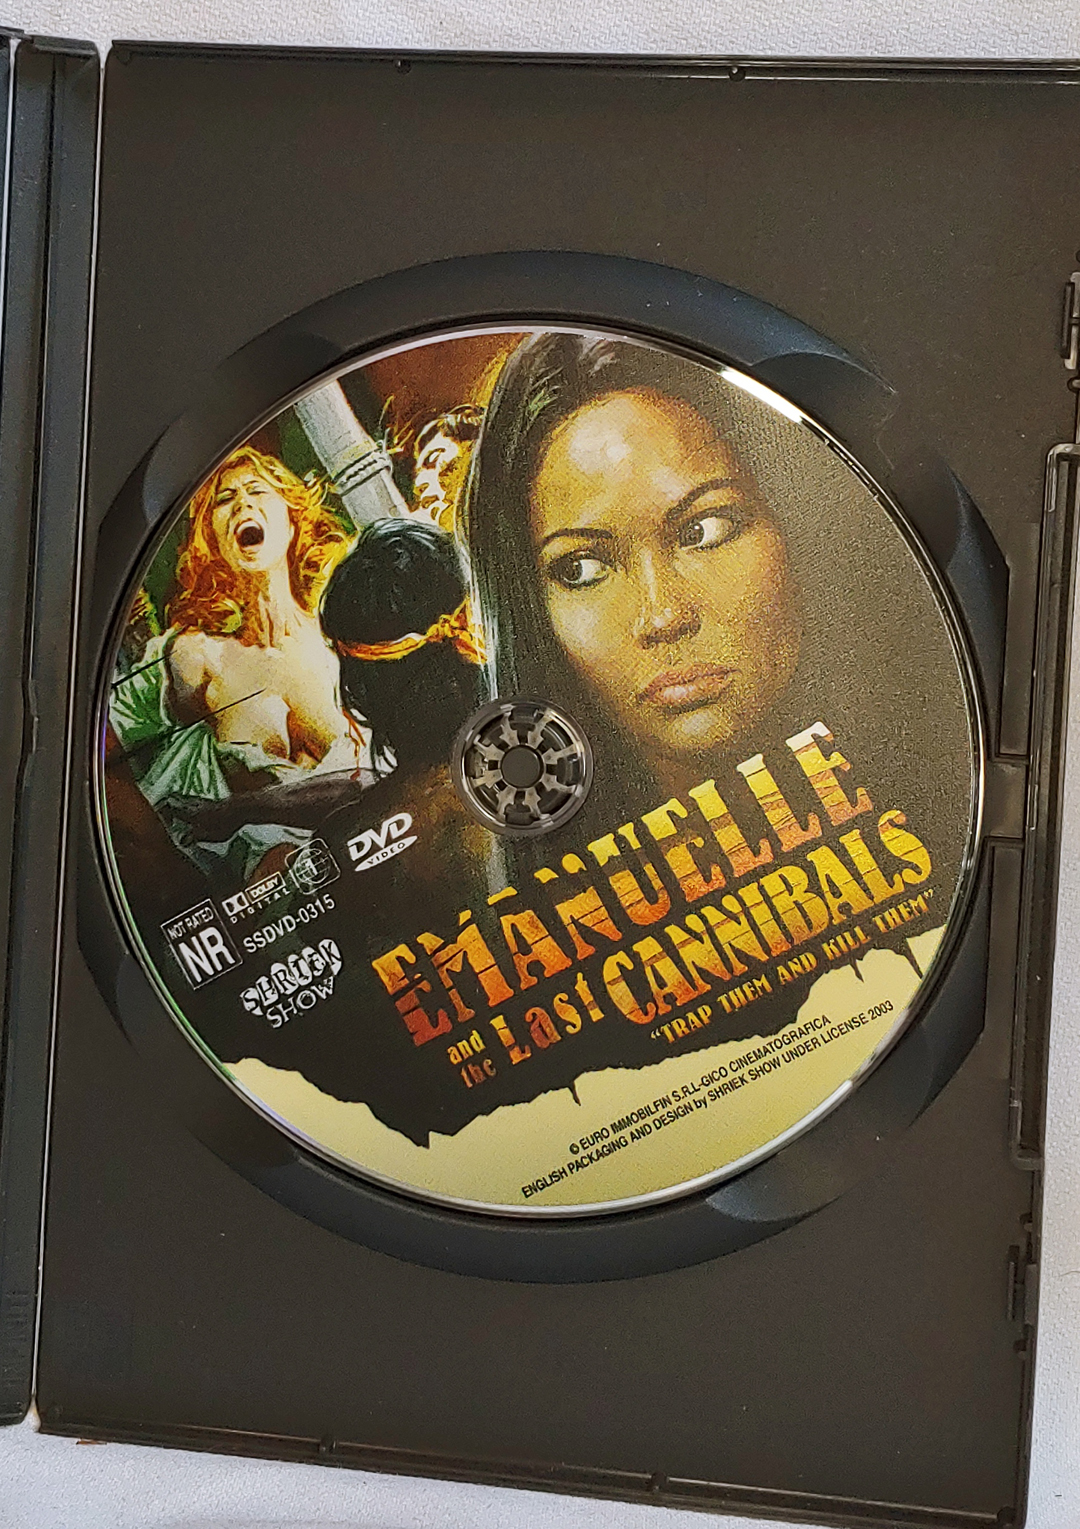 DVD
VIDEO
DOLBY
DIGITAL
1
NOT RATED
NR
SSDVD-0315
SHRIEK
SHOW
EMANUELLE
and
the Last CANNIBALS
"TRAP THEM AND KILL THEM"
© EURO IMMOBILFIN S.R.L-GICO CINEMATOGRAFICA
ENGLISH PACKAGING AND DESIGN by SHRIEK SHOW UNDER LICENSE 2003